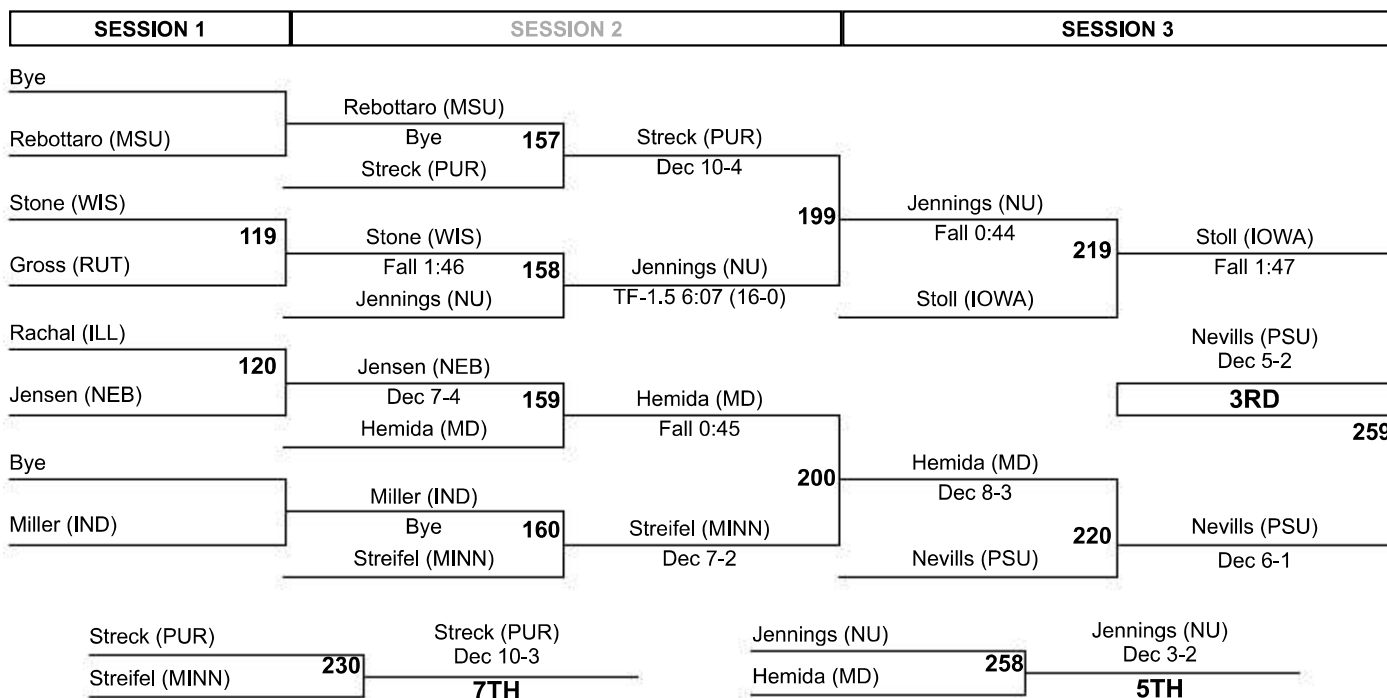 SESSION 1
SESSION 2
SESSION 3
Bye
Rebottaro (MSU)
Stone (WIS)
119
Gross (RUT)
Rachal (ILL)
120
Jensen (NEB)
Bye
Miller (IND)
Rebottaro (MSU)
Bye
157
Streck (PUR)
Stone (WIS)
Fall 1:46
158
Jennings (NU)
Jensen (NEB)
Dec 7-4
159
Hemida (MD)
Miller (IND)
Bye
160
Streifel (MINN)
Streck (PUR)
Dec 10-4
199
Jennings (NU)
TF-1.5 6:07 (16-0)
Hemida (MD)
Fall 0:45
200
Streifel (MINN)
Dec 7-2
Jennings (NU)
Fall 0:44
219
Stoll (IOWA)
Hemida (MD)
Dec 8-3
220
Nevills (PSU)
Stoll (IOWA)
Fall 1:47
Nevills (PSU)
Dec 5-2
3RD
259
Nevills (PSU)
Dec 6-1
Streck (PUR)
230
Streifel (MINN)
Streck (PUR)
Dec 10-3
7TH
Jennings (NU)
258
Hemida (MD)
Jennings (NU)
Dec 3-2
5TH